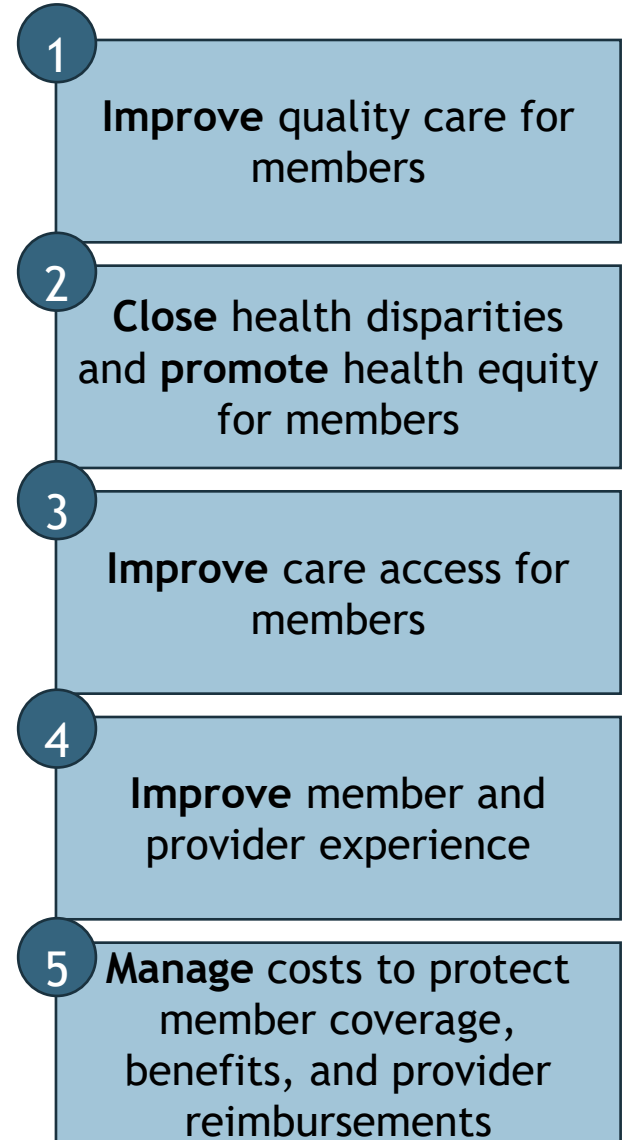 1
Improve quality care for
members
2
Close health disparities
and promote health equity
for members
3
Improve care access for
members
4
Improve member and
provider experience
5
Manage costs to protect
member coverage,
benefits, and provider
reimbursements